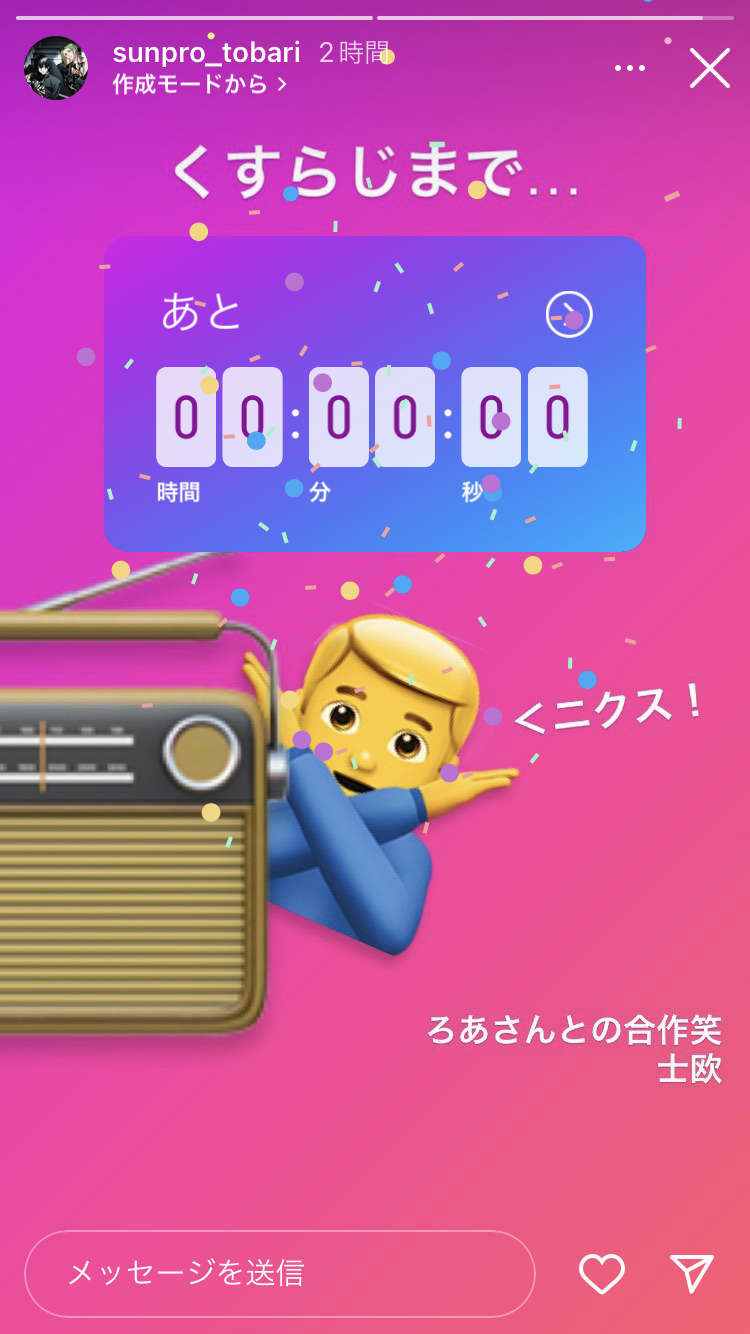 sunpro_tobari 2時間
作成モードから >
くすらじまで...
あと
00:00:00
時間 分 秒
<ニクス！
ろあさんとの合作笑
士欧
メッセージを送信